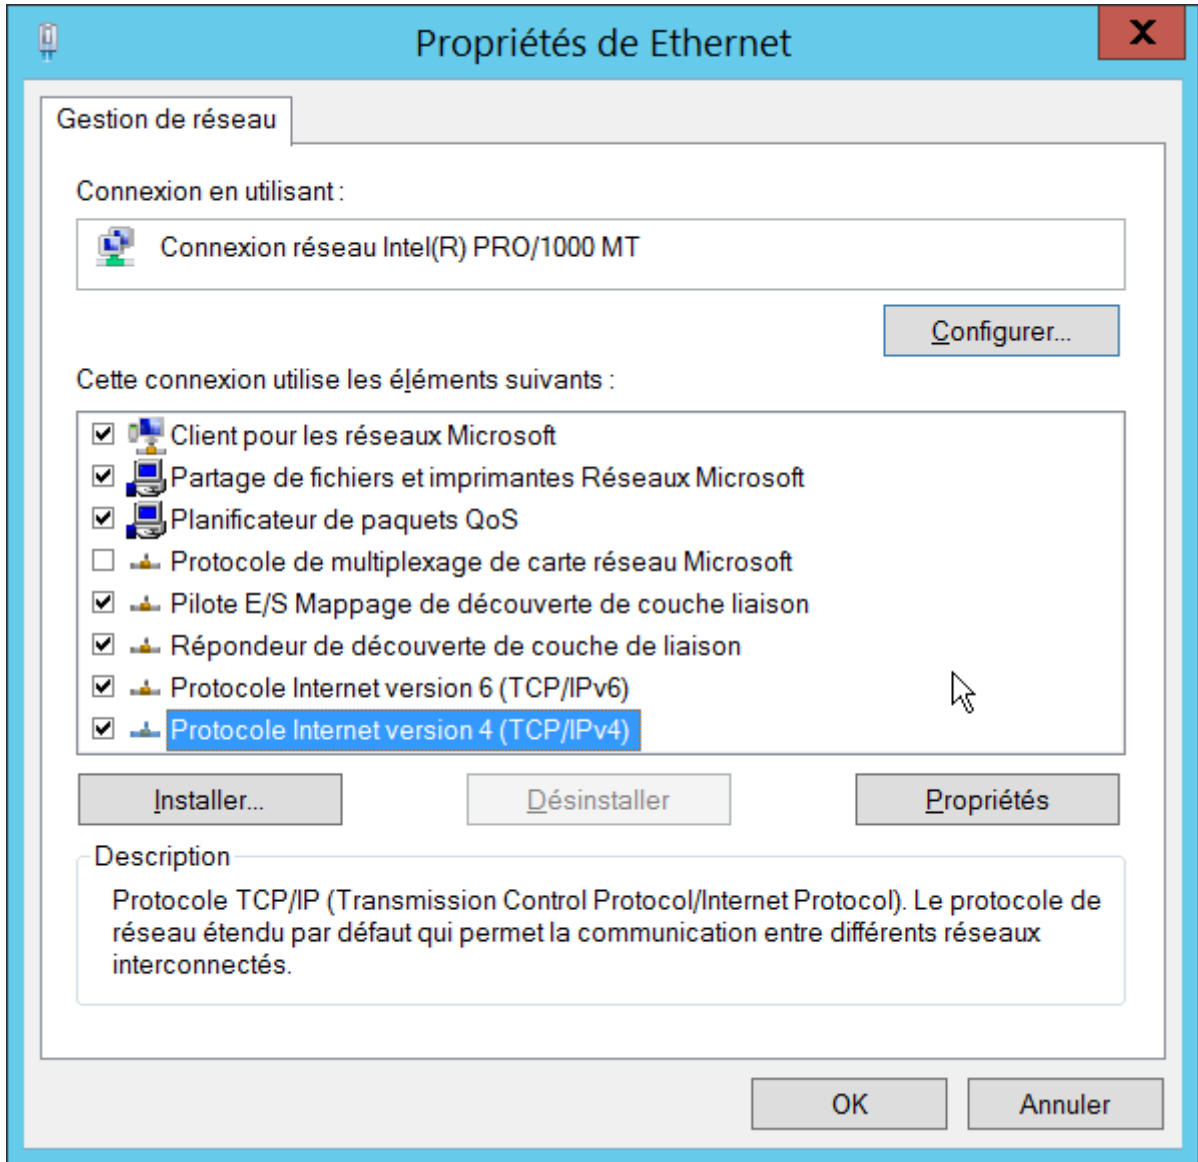 Propriétés de Ethernet
X
Gestion de réseau
Connexion en utilisant :
Connexion réseau Intel(R) PRO/1000 MT
Configurer...
Cette connexion utilise les éléments suivants :
Client pour les réseaux Microsoft
Partage de fichiers et imprimantes Réseaux Microsoft
Planificateur de paquets QoS
Protocole de multiplexage de carte réseau Microsoft
Pilote E/S Mappage de découverte de couche liaison
Répondeur de découverte de couche de liaison
Protocole Internet version 6 (TCP/IPv6)
Protocole Internet version 4 (TCP/IPv4)
Installer... Désinstaller Propriétés
Description
Protocole TCP/IP (Transmission Control Protocol/Internet Protocol). Le protocole de
réseau étendu par défaut qui permet la communication entre différents réseaux
interconnectés.
OK Annuler